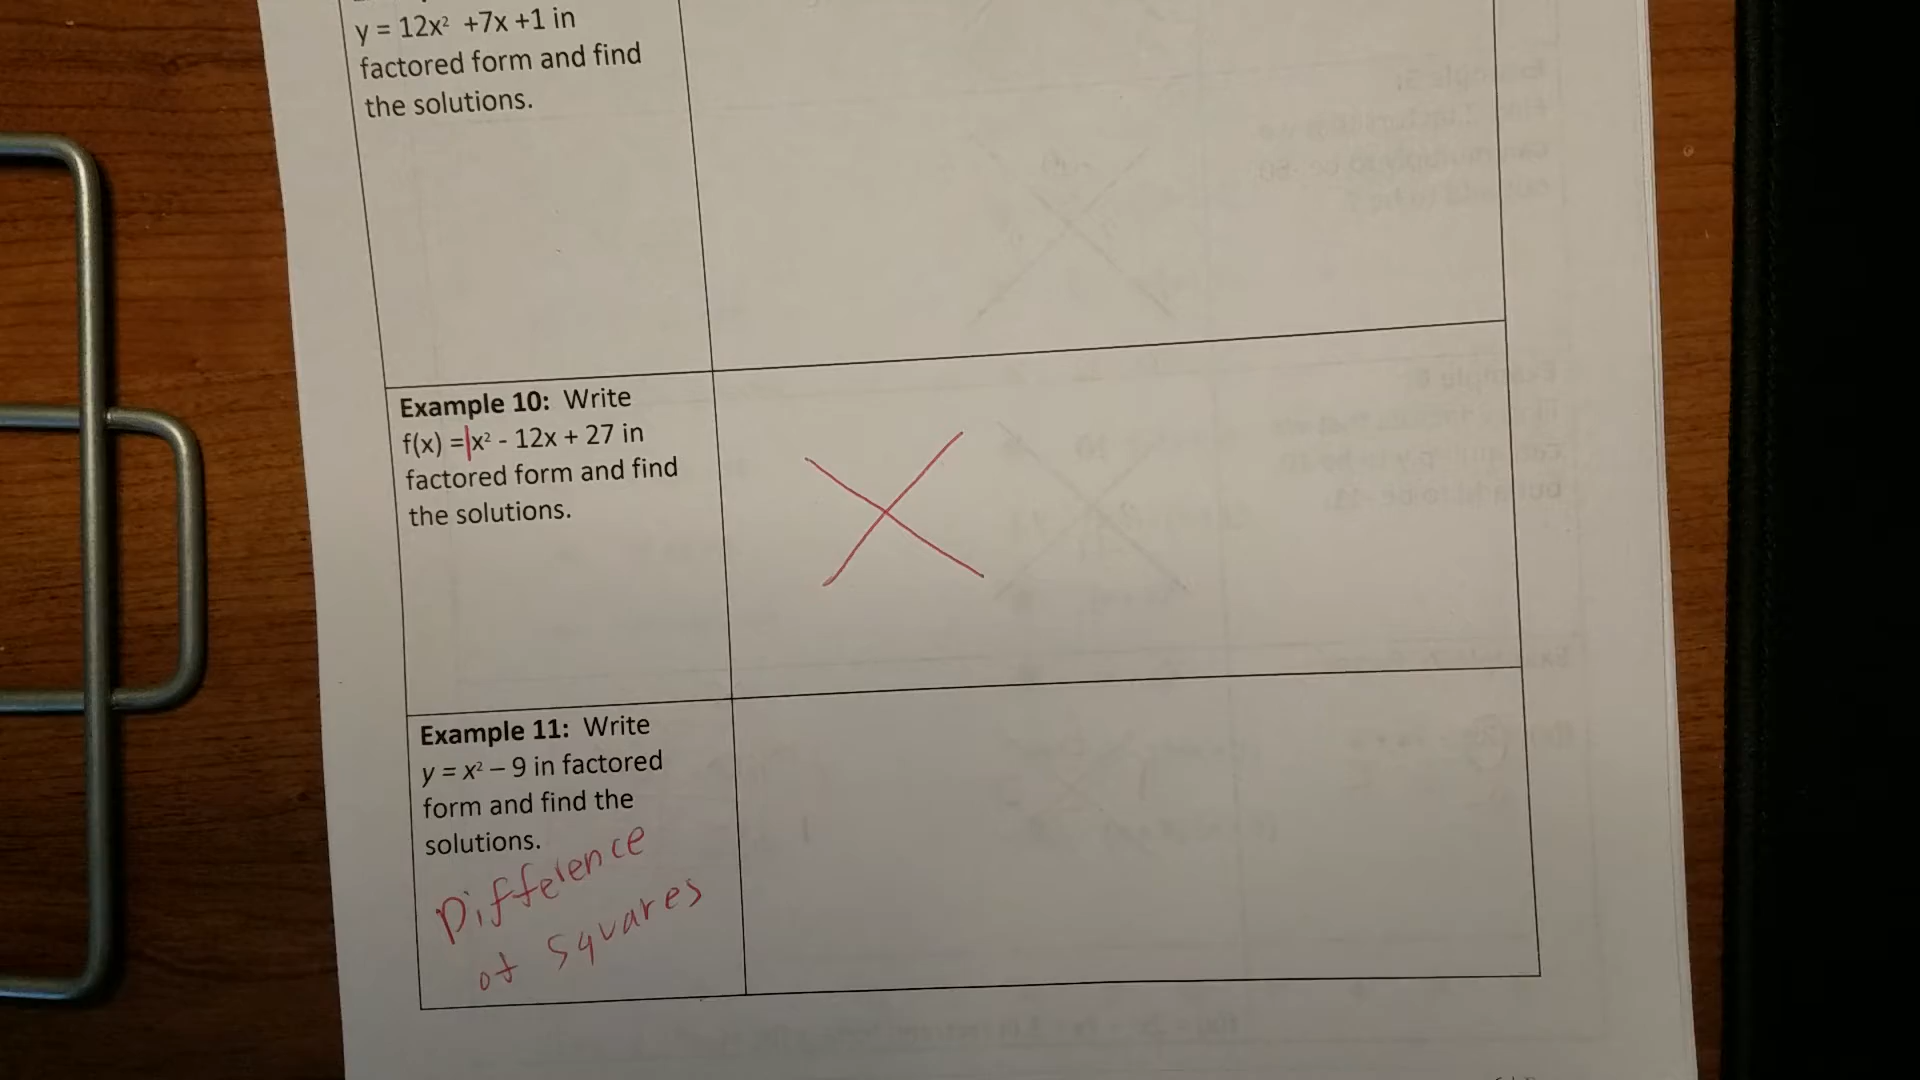 y = 12x² +7x +1 in
factored form and find
the solutions.
Example 10: Write
f(x) =|x² - 12x + 27 in
factored form and find
the solutions.
Example 11: Write
y = x² – 9 in factored
form and find the
solutions.
Difference
of Squares